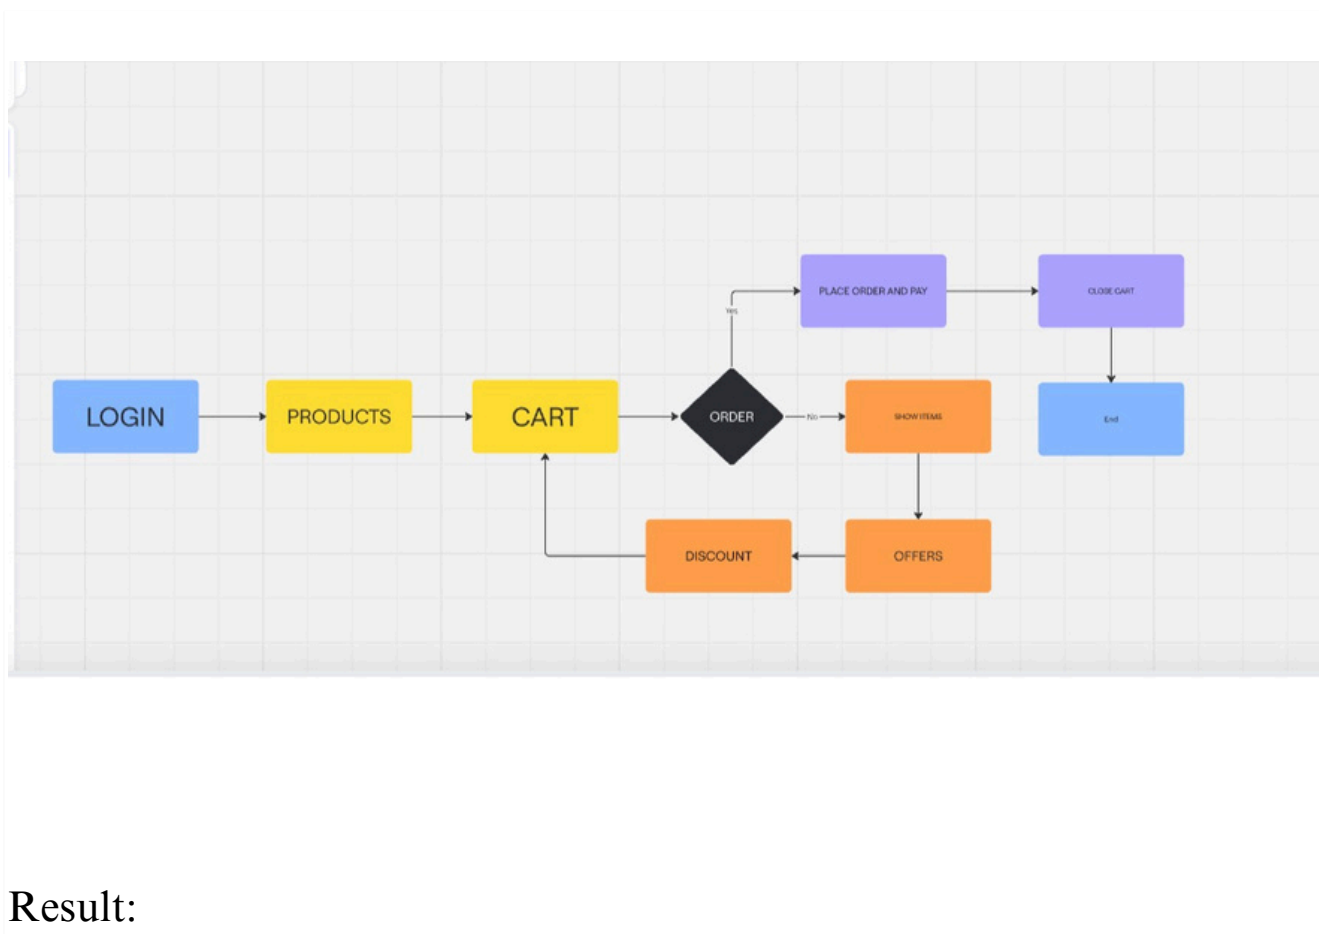 LOGIN
PRODUCTS
CART
ORDER
Yes
PLACE ORDER AND PAY
CLOSE CART
End
No
SHOW ITEMS
OFFERS
DISCOUNT
Result: